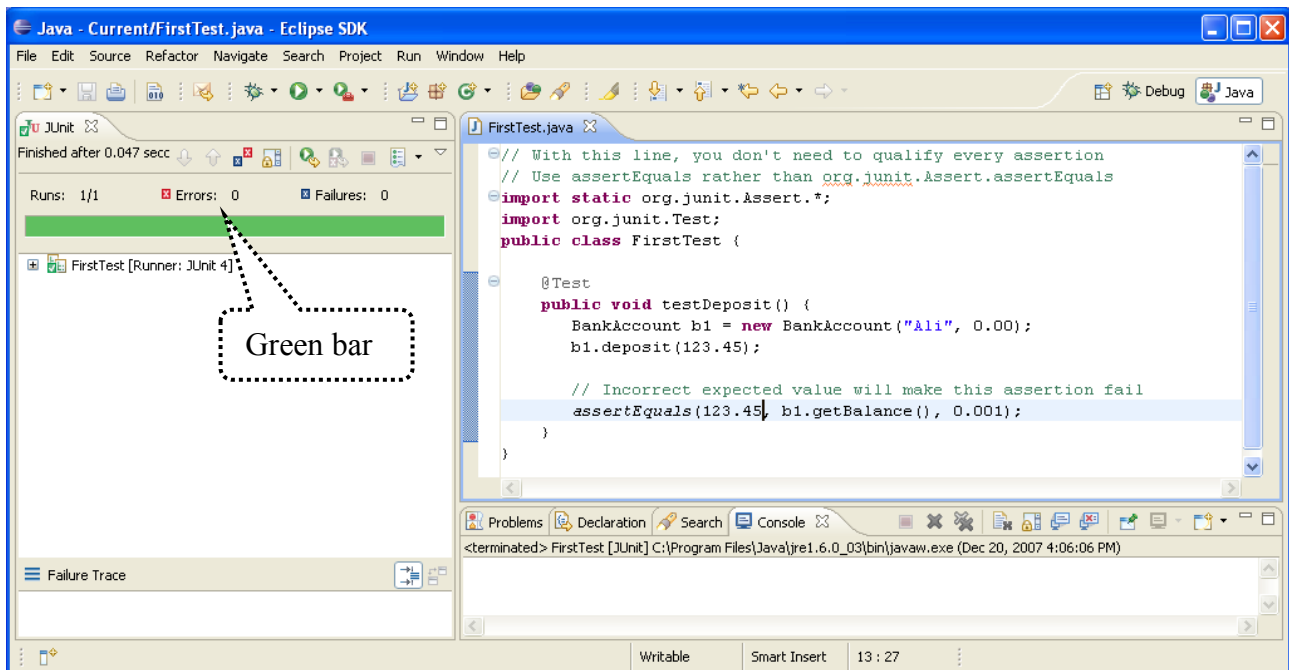 Java - Current/FirstTest.java - Eclipse SDK
File Edit Source Refactor Navigate Search Project Run Window Help
Debug Java
JUnit
Finished after 0.047 secc
Runs: 1/1 Errors: 0 Failures: 0
FirstTest [Runner: JUnit 4]
Green bar
Failure Trace
FirstTest.java
// With this line, you don't need to qualify every assertion
// Use assertEquals rather than org.junit.Assert.assertEquals
import static org.junit.Assert.*;
import org.junit.Test;
public class FirstTest {
@Test
public void testDeposit() {
BankAccount b1 = new BankAccount("Ali", 0.00);
b1.deposit(123.45);
// Incorrect expected value will make this assertion fail
assertEquals(123.45, b1.getBalance(), 0.001);
}
}
Problems Declaration Search Console
<terminated> FirstTest [JUnit] C:\Program Files\Java\jre1.6.0_03\bin\javaw.exe (Dec 20, 2007 4:06:06 PM)
Writable Smart Insert 13 : 27